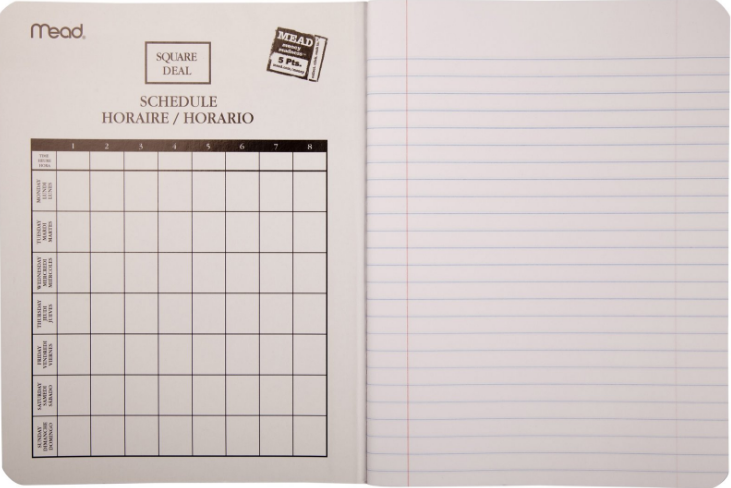 Mead
SQUARE
DEAL
MEAD
5 Pts.
SCHEDULE
HORAIRE / HORARIO
1 2 3 4 5 6 7 8
TIME
HEURE
HORA
MONDAY
LUNDI
LUNES
TUESDAY
MARDI
MARTES
WEDNESDAY
MERCREDI
MIERCOLES
THURSDAY
JEUDI
JUEVES
FRIDAY
VENDREDI
VIERNES
SATURDAY
SAMEDI
SABADO
SUNDAY
DIMANCHE
DOMINGO